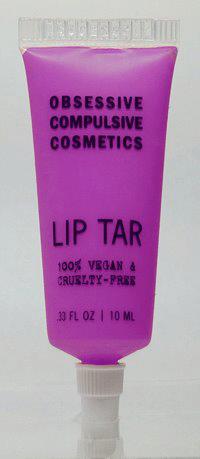 OBSESSIVE
COMPULSIVE
COSMETICS
LIP TAR
100% VEGAN &
CRUELTY-FREE
.33 FL OZ | 10 ML